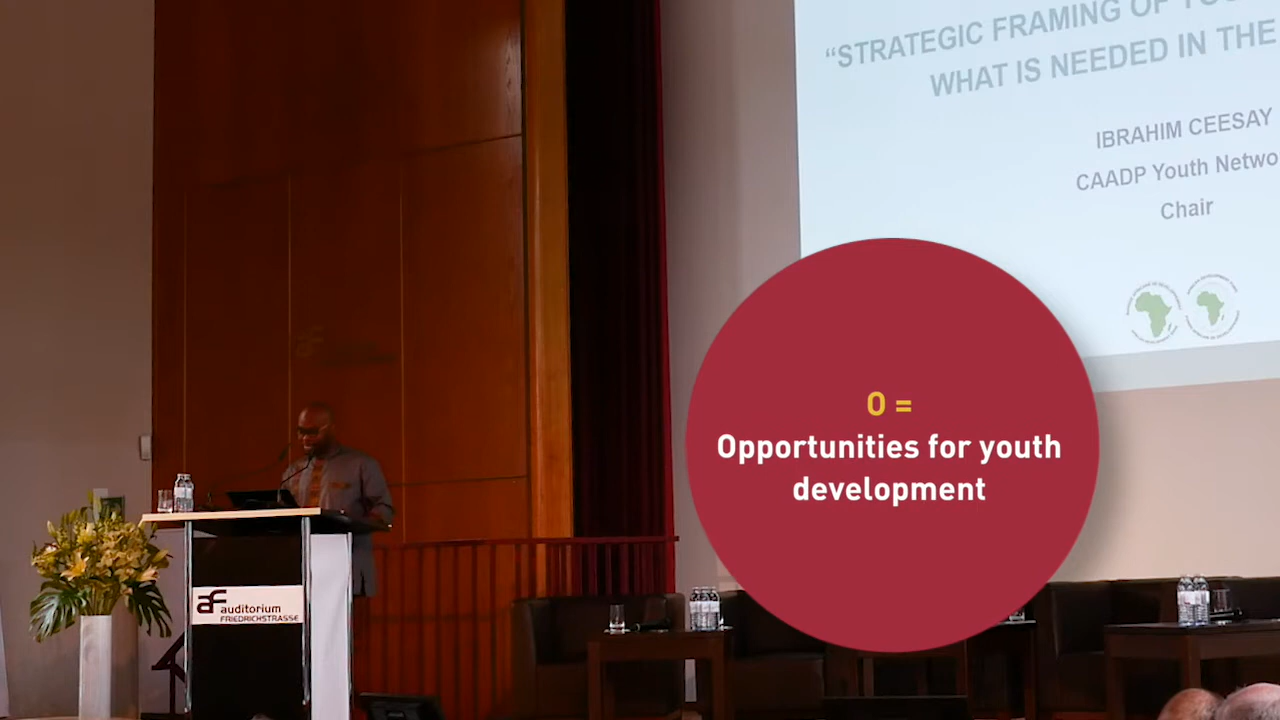 “STRATEGIC FRAMING OF
WHAT IS NEEDED IN THE
IBRAHIM CEESAY
CAADP Youth
Chair
O =
Opportunities for youth
development
aF
auditorium
FRIEDRICHSTRASSE